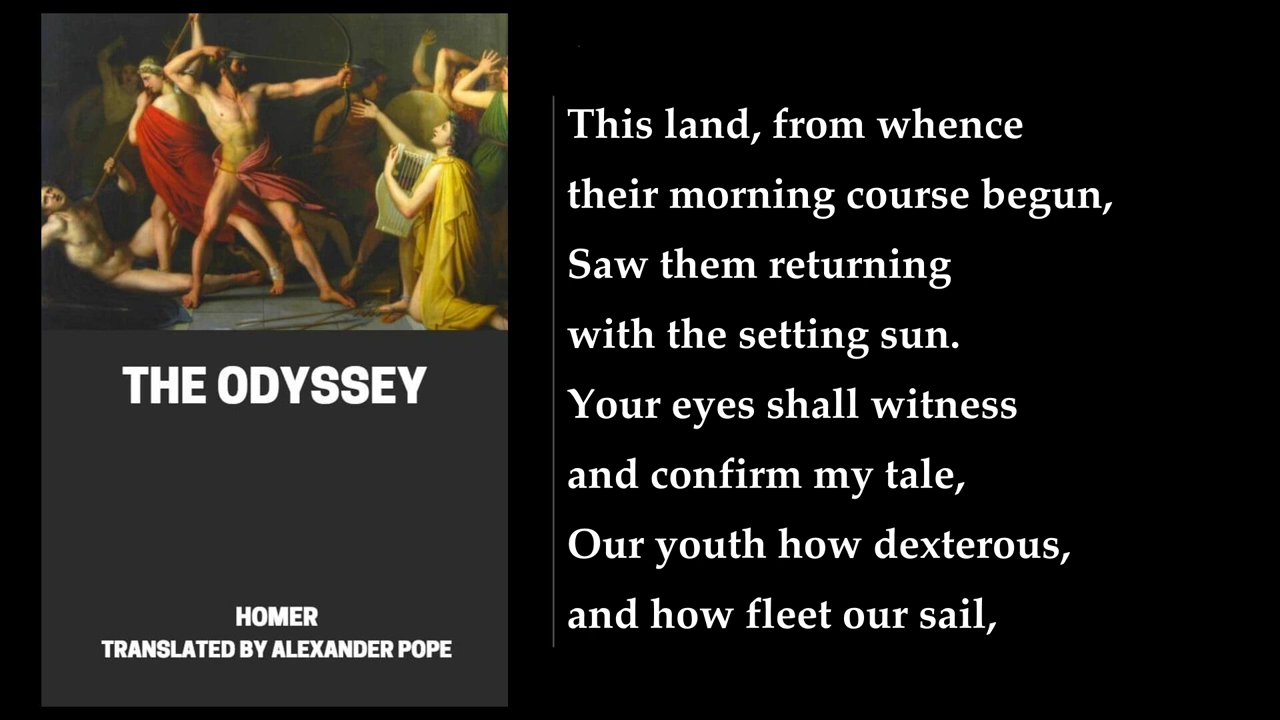 THE ODYSSEY
HOMER
TRANSLATED BY ALEXANDER POPE
This land, from whence
their morning course begun,
Saw them returning
with the setting sun.
Your eyes shall witness
and confirm my tale,
Our youth how dexterous,
and how fleet our sail,